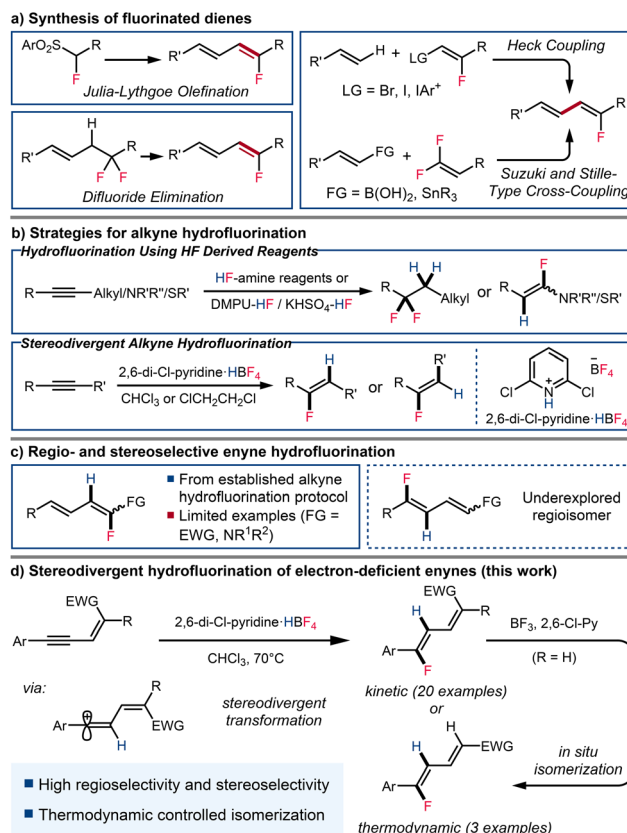 a) Synthesis of fluorinated dienes
ArO₂S R
F
R' R
F
Julia-Lythgoe Olefination
H
R' R
F F
R' R
F
Difluoride Elimination
R' H + LG R
F
LG = Br, I, IAr⁺
Heck Coupling
R' R
F
R' FG + F R
F
FG = B(OH)₂, SnR₃
Suzuki and Stille-
Type Cross-Coupling
b) Strategies for alkyne hydrofluorination
Hydrofluorination Using HF Derived Reagents
R Alkyl/NR'R"/SR'
HF-amine reagents or
DMPU-HF / KHSO₄-HF
H H
R Alkyl
F F
or
F
R NR'R"/SR'
H
Stereodivergent Alkyne Hydrofluorination
R R'
2,6-di-Cl-pyridine·HBF₄
CHCl₃ or ClCH₂CH₂Cl
H
R R'
F
or
R'
R H
F
B̄F₄
Cl N⁺ Cl
H
2,6-di-Cl-pyridine·HBF₄
c) Regio- and stereoselective enyne hydrofluorination
H
R FG
F
■ From established alkyne
hydrofluorination protocol
■ Limited examples (FG =
EWG, NR¹R²)
F
R FG
H
Underexplored
regioisomer
d) Stereodivergent hydrofluorination of electron-deficient enynes (this work)
EWG
R
Ar
2,6-di-Cl-pyridine·HBF₄
CHCl₃, 70°C
EWG
H R
Ar
F
kinetic (20 examples)
BF₃, 2,6-Cl-Py
(R = H)
via:
R
Ar + EWG
H
stereodivergent
transformation
or
H H
EWG
Ar
F
thermodynamic (3 examples)
in situ
isomerization
■ High regioselectivity and stereoselectivity
■ Thermodynamic controlled isomerization